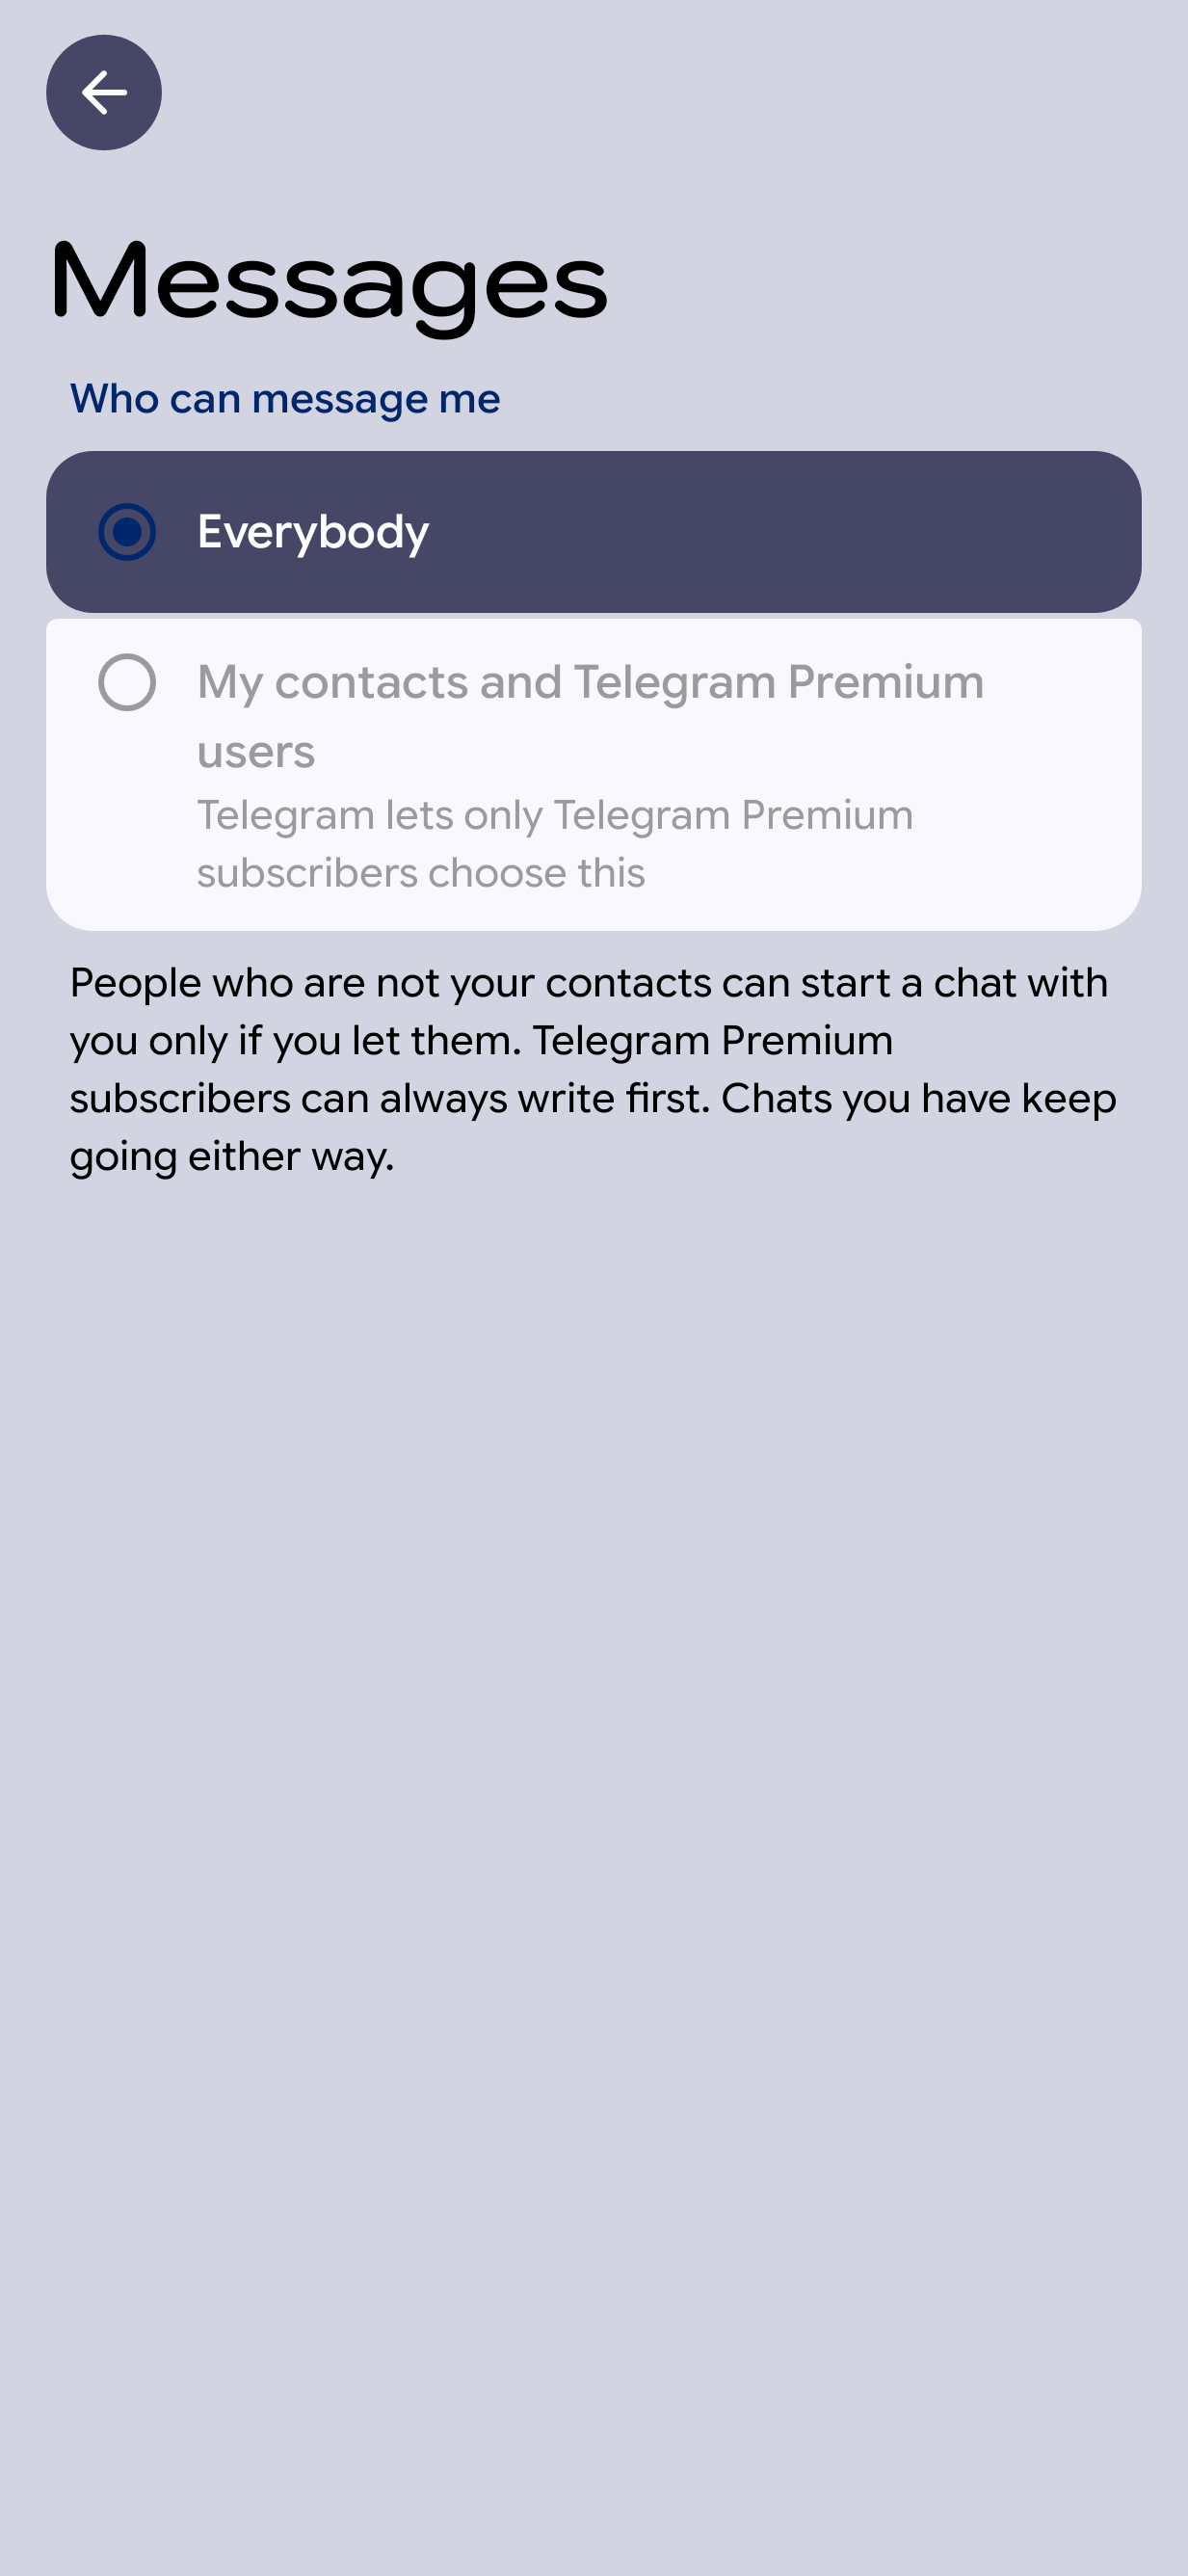 Messages
Who can message me
Everybody
My contacts and Telegram Premium
users
Telegram lets only Telegram Premium
subscribers choose this
People who are not your contacts can start a chat with
you only if you let them. Telegram Premium
subscribers can always write first. Chats you have keep
going either way.